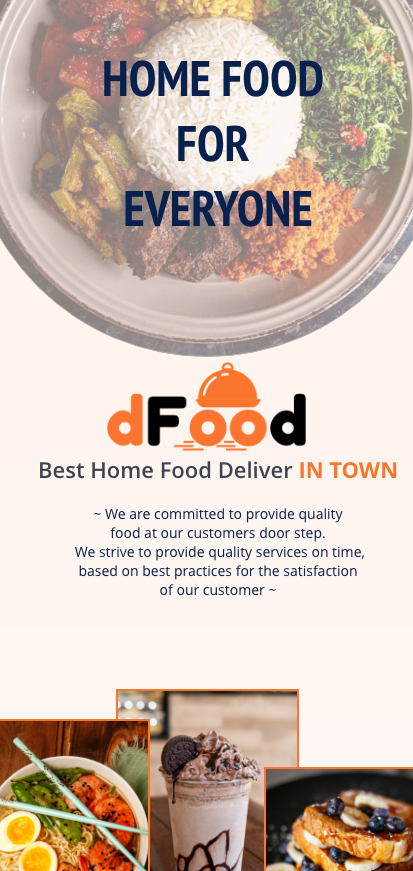 HOME FOOD
FOR
EVERYONE
dFood
Best Home Food Deliver IN TOWN
~ We are committed to provide quality
food at our customers door step.
We strive to provide quality services on time,
based on best practices for the satisfaction
of our customer ~